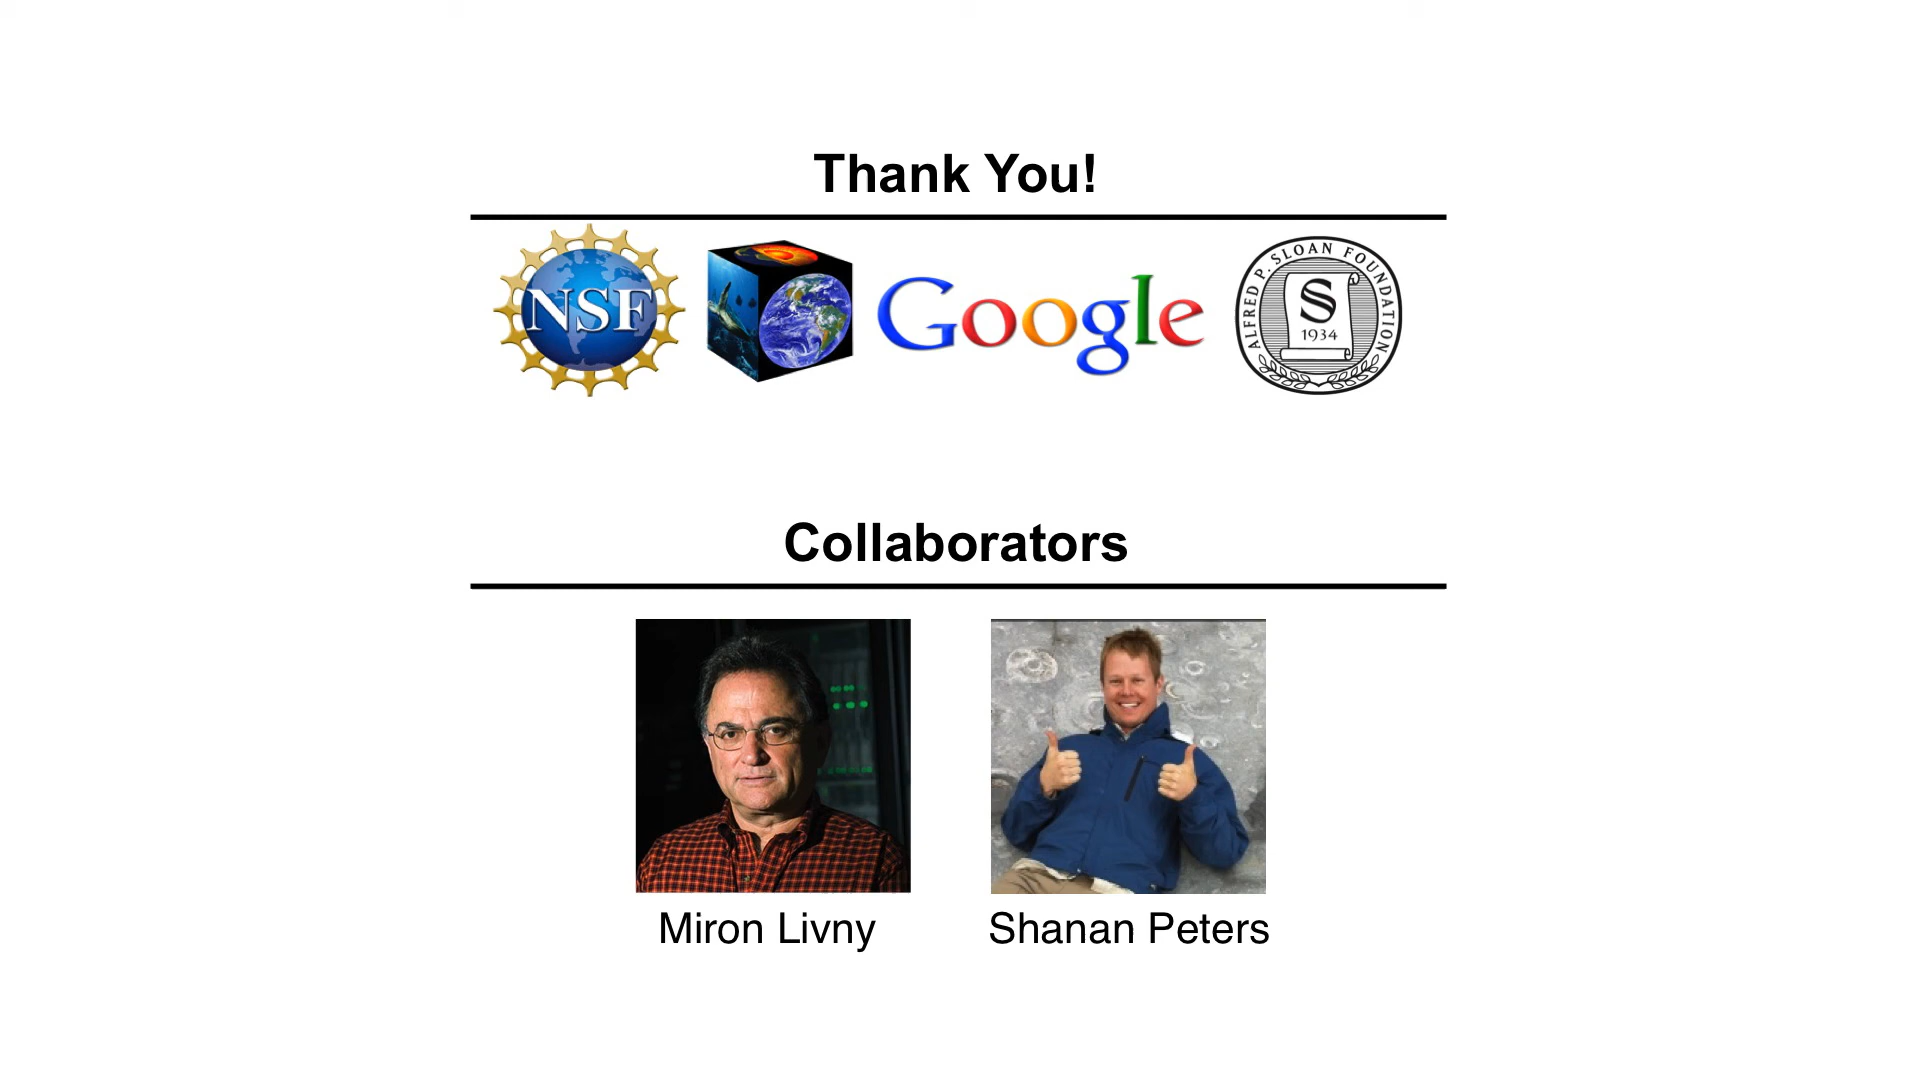 Thank You!
NSF
Google
ALFRED P. SLOAN FOUNDATION
S
1934
Collaborators
Miron Livny
Shanan Peters